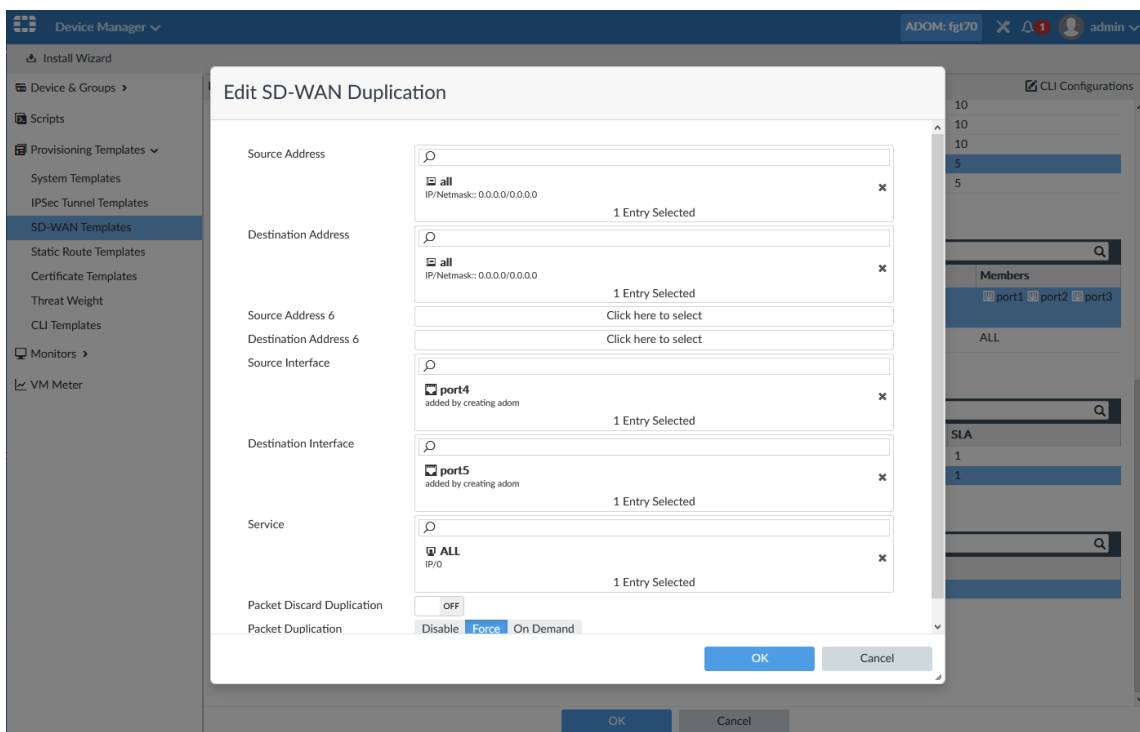 Device Manager
ADOM: fgt70
1
admin
Install Wizard
Device & Groups
Scripts
Provisioning Templates
System Templates
IPSec Tunnel Templates
SD-WAN Templates
Static Route Templates
Certificate Templates
Threat Weight
CLI Templates
Monitors
VM Meter
CLI Configurations
10
10
10
5
5
Members
port1 port2 port3
ALL
SLA
1
1
Edit SD-WAN Duplication
Source Address
all
IP/Netmask:: 0.0.0.0/0.0.0.0
1 Entry Selected
Destination Address
all
IP/Netmask:: 0.0.0.0/0.0.0.0
1 Entry Selected
Source Address 6
Click here to select
Destination Address 6
Click here to select
Source Interface
port4
added by creating adom
1 Entry Selected
Destination Interface
port5
added by creating adom
1 Entry Selected
Service
ALL
IP/0
1 Entry Selected
Packet Discard Duplication
OFF
Packet Duplication
Disable Force On Demand
OK Cancel
OK Cancel